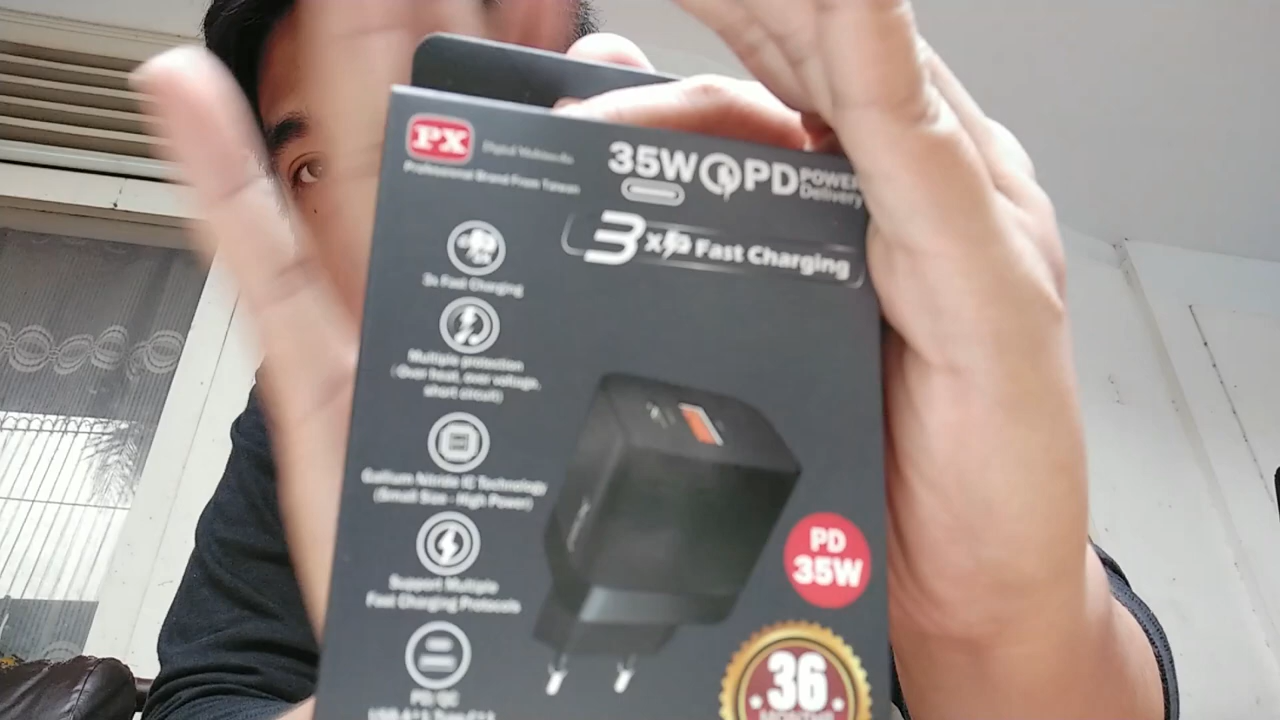 PX Digital Multimedia
Professional Brand From Taiwan
35W PD POWER
Delivery
3x Fast Charging
3x Fast Charging
Multiple protection
(Over heat, over voltage,
short circuit)
Gallium Nitride IC Technology
(Small Size - High Power)
Support Multiple
Fast Charging Protocols
PD
35W
36
MONTHS